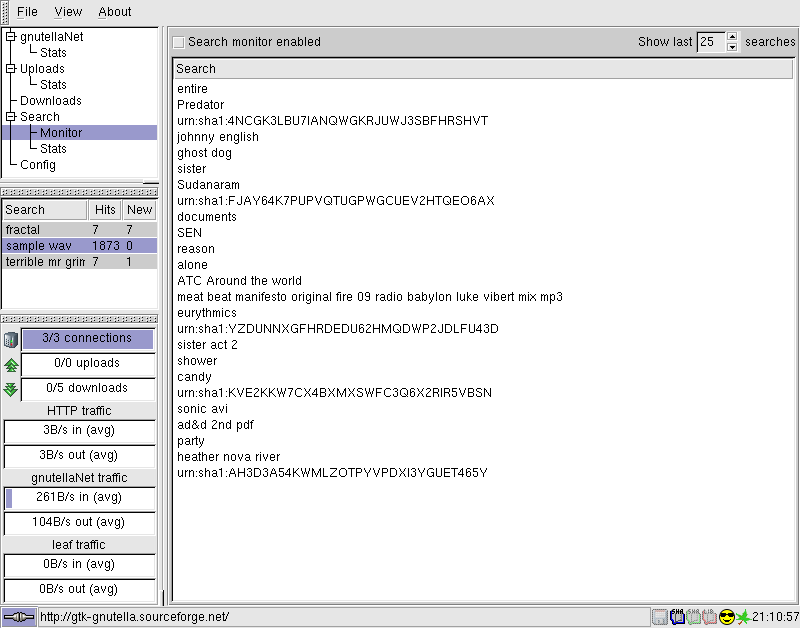 File View About
gnutellaNet
Stats
Uploads
Stats
Downloads
Search
Monitor
Stats
Config
Search Hits New
fractal 7 7
sample wav 1873 0
terrible mr grim 7 1
3/3 connections
0/0 uploads
0/5 downloads
HTTP traffic
3B/s in (avg)
3B/s out (avg)
gnutellaNet traffic
261B/s in (avg)
104B/s out (avg)
leaf traffic
0B/s in (avg)
0B/s out (avg)
Search monitor enabled Show last 25 searches
Search
entire
Predator
urn:sha1:4NCGK3LBU7IANQWGKRJUWJ3SBFHRSHVT
johnny english
ghost dog
sister
Sudanaram
urn:sha1:FJAY64K7PUPVQTUGPWGCUEV2HTQEO6AX
documents
SEN
reason
alone
ATC Around the world
meat beat manifesto original fire 09 radio babylon luke vibert mix mp3
eurythmics
urn:sha1:YZDUNNXGFHRDEDU62HMQDWP2JDLFU43D
sister act 2
shower
candy
urn:sha1:KVE2KKW7CX4BXMXSWFC3Q6X2RIR5VBSN
sonic avi
ad&d 2nd pdf
party
heather nova river
urn:sha1:AH3D3A54KWMLZOTPYVPDXI3YGUET465Y
http://gtk-gnutella.sourceforge.net/ 21:10:57